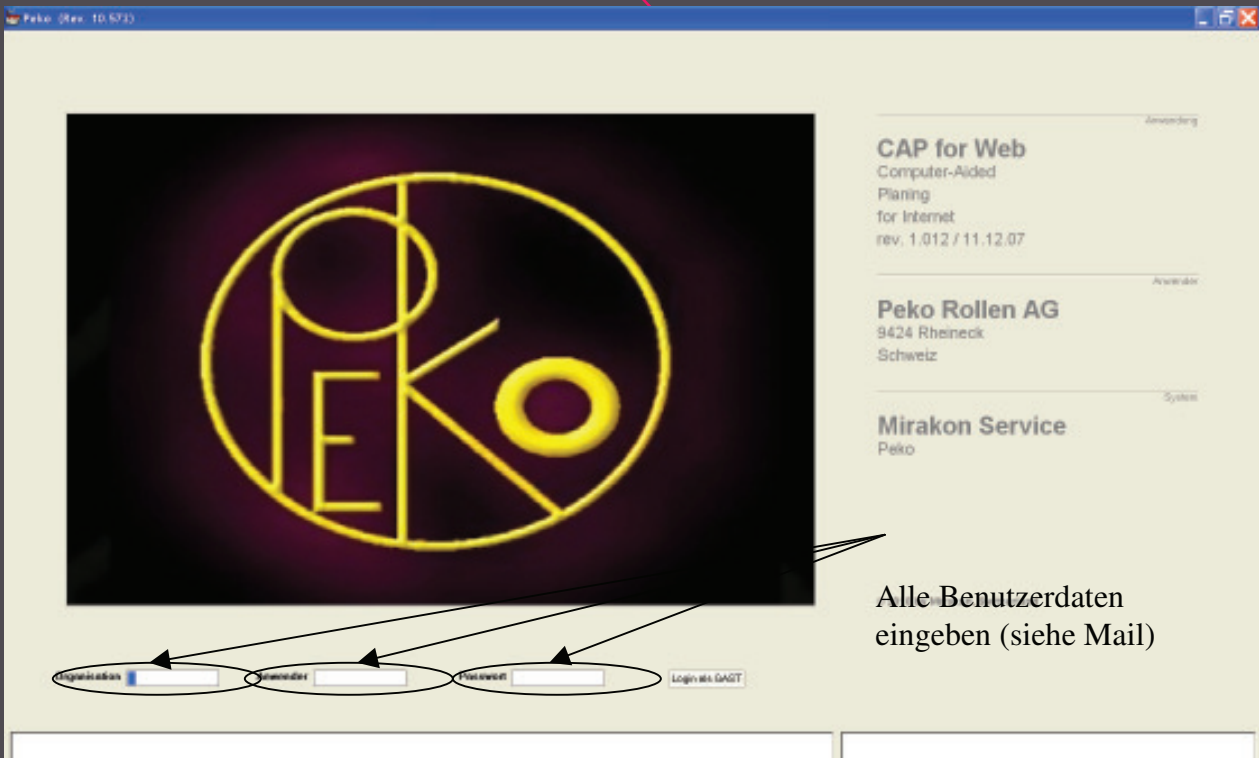 Peko (Rev. 10.573)
PEKO
Anwendung
CAP for Web
Computer-Aided
Planing
for Internet
rev. 1.012 / 11.12.07
Anwender
Peko Rollen AG
9424 Rheineck
Schweiz
System
Mirakon Service
Peko
Alle Benutzerdaten
eingeben (siehe Mail)
Organisation Anwender Passwort Login als GAST